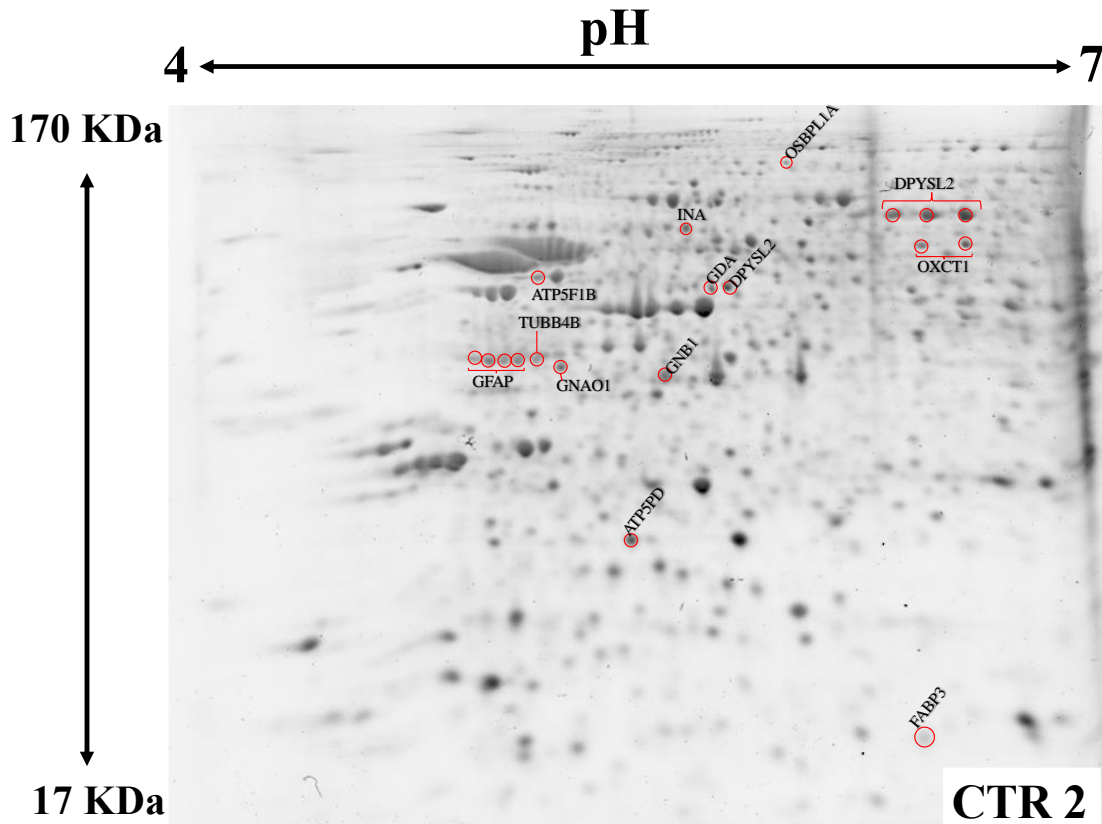 pH
4
7
170 KDa
OSBPL1A
DPYSL2
INA
OXCT1
GDA
DPYSL2
ATP5F1B
TUBB4B
GNB1
GFAP
GNAO1
ATP5PD
FABP3
17 KDa
CTR 2